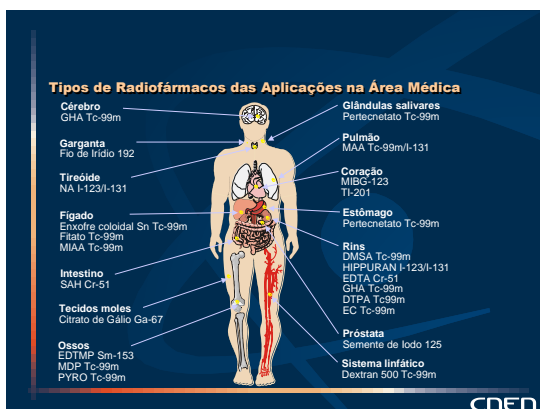 Tipos de Radiofármacos das Aplicações na Área Médica
Cérebro
GHA Tc-99m
Garganta
Fio de Irídio 192
Tireóide
NA I-123/I-131
Fígado
Enxofre coloidal Sn Tc-99m
Fitato Tc-99m
MIAA Tc-99m
Intestino
SAH Cr-51
Tecidos moles
Citrato de Gálio Ga-67
Ossos
EDTMP Sm-153
MDP Tc-99m
PYRO Tc-99m
Glândulas salivares
Pertecnetato Tc-99m
Pulmão
MAA Tc-99m/I-131
Coração
MIBG-123
TI-201
Estômago
Pertecnetato Tc-99m
Rins
DMSA Tc-99m
HIPPURAN I-123/I-131
EDTA Cr-51
GHA Tc-99m
DTPA Tc99m
EC Tc-99m
Próstata
Semente de Iodo 125
Sistema linfático
Dextran 500 Tc-99m
CNEN